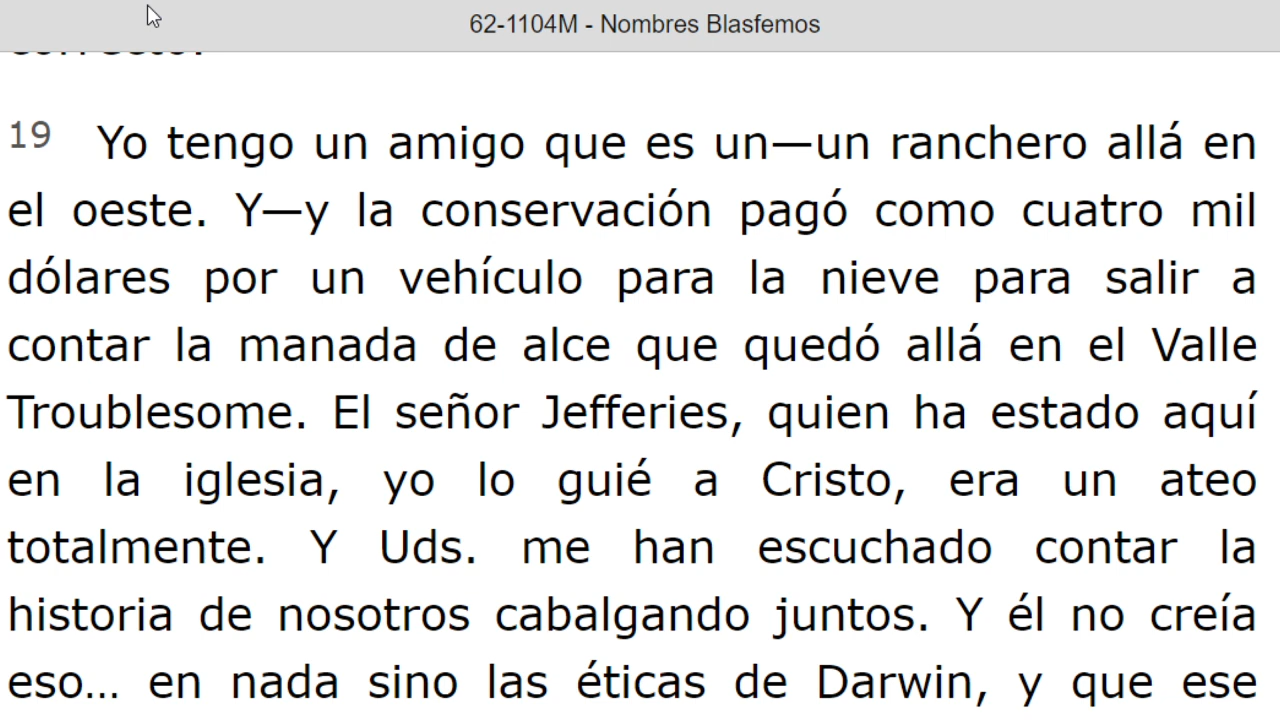 62-1104M - Nombres Blasfemos
19 Yo tengo un amigo que es un—un ranchero allá en
el oeste. Y—y la conservación pagó como cuatro mil
dólares por un vehículo para la nieve para salir a
contar la manada de alce que quedó allá en el Valle
Troublesome. El señor Jefferies, quien ha estado aquí
en la iglesia, yo lo guié a Cristo, era un ateo
totalmente. Y Uds. me han escuchado contar la
historia de nosotros cabalgando juntos. Y él no creía
eso... en nada sino las éticas de Darwin, y que ese